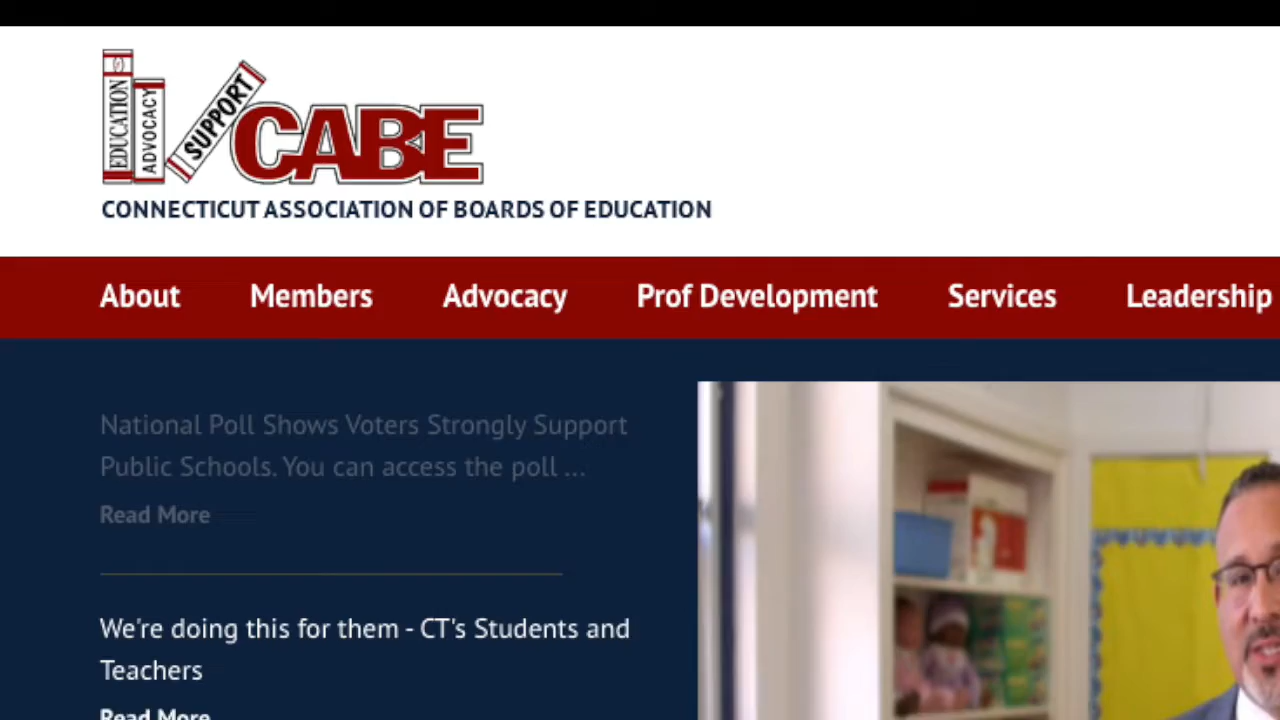 EDUCATION
ADVOCACY
SUPPORT
CABE
CONNECTICUT ASSOCIATION OF BOARDS OF EDUCATION
About Members Advocacy Prof Development Services Leadership
National Poll Shows Voters Strongly Support
Public Schools. You can access the poll ...
Read More
We're doing this for them - CT's Students and
Teachers
Read More